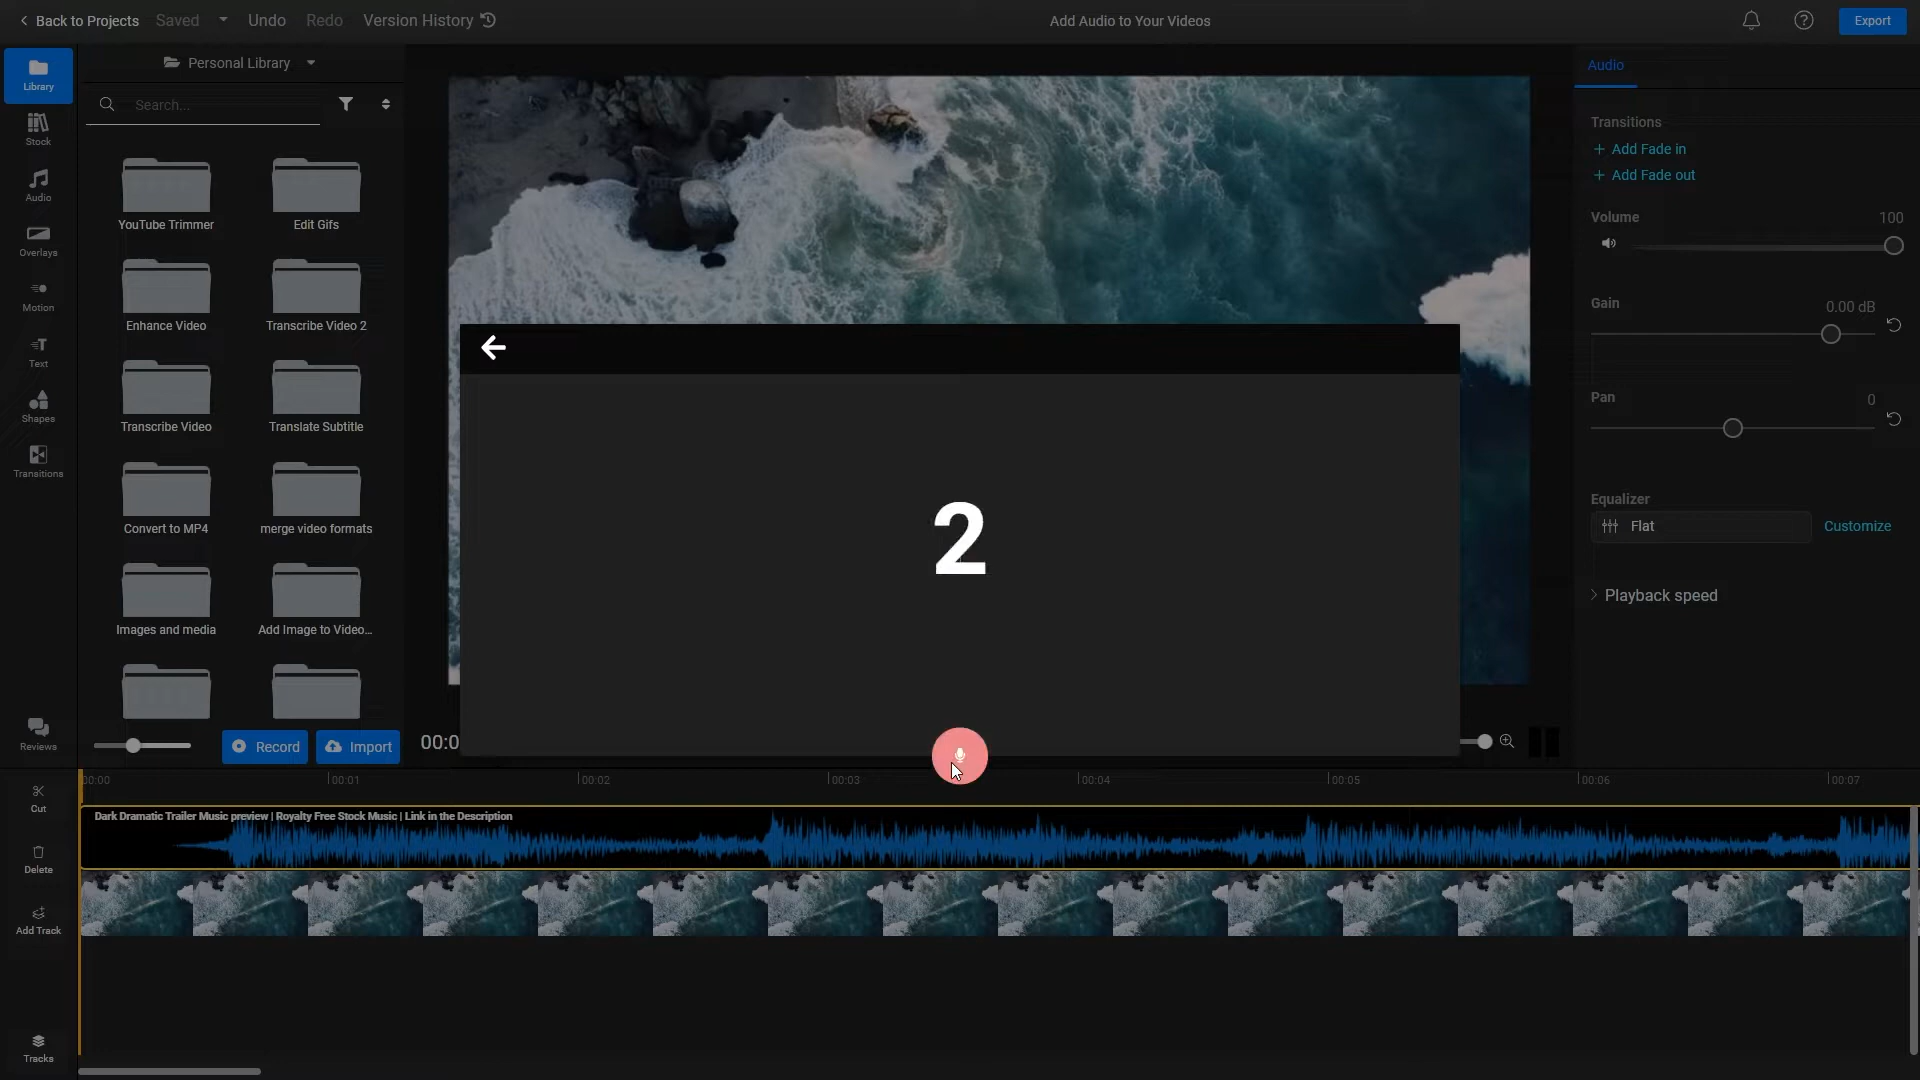 Back to Projects Saved Undo Redo Version History Add Audio to Your Videos Export
Library
Stock
Audio
Overlays
Motion
Text
Shapes
Transitions
Reviews
Personal Library
Search...
YouTube Trimmer Edit Gifs
Enhance Video Transcribe Video 2
Transcribe Video Translate Subtitle
Convert to MP4 merge video formats
Images and media Add Image to Video...
Record Import
2
00:0
Audio
Transitions
+ Add Fade in
+ Add Fade out
Volume 100
Gain 0.00 dB
Pan 0
Equalizer
Flat Customize
Playback speed
00:00 00:01 00:02 00:03 00:04 00:05 00:06 00:07
Cut
Delete
Add Track
Tracks
Dark Dramatic Trailer Music preview | Royalty Free Stock Music | Link in the Description